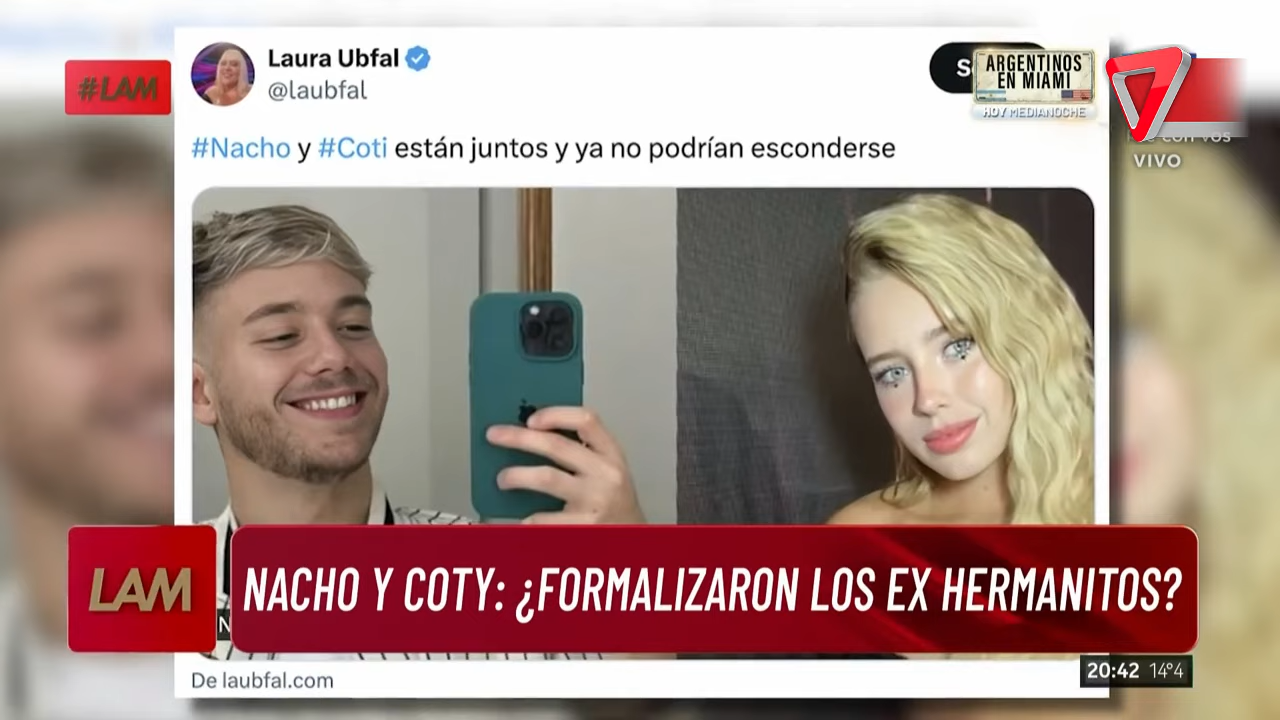 #LAM
Laura Ubfal
@laubfal
ARGENTINOS
EN MIAMI
HOY MEDIANOCHE
VIVO
#Nacho y #Coti están juntos y ya no podrían esconderse
LAM
NACHO Y COTY: ¿FORMALIZARON LOS EX HERMANITOS?
De laubfal.com
20:42 14°4